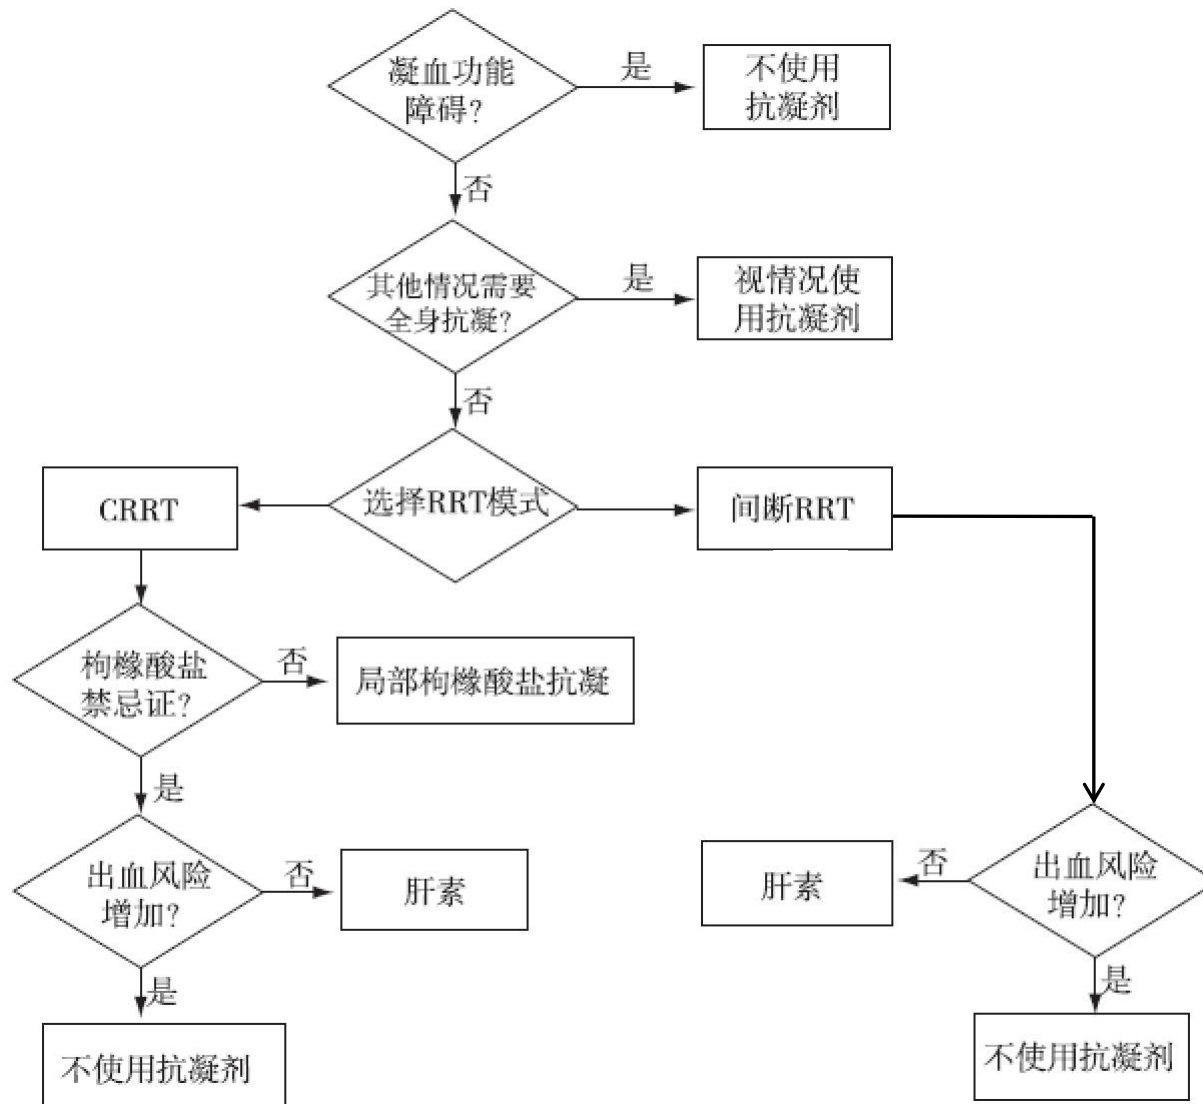 凝血功能
障碍?
是
不使用
抗凝剂
否
其他情况需要
全身抗凝?
是
视情况使
用抗凝剂
否
CRRT
选择RRT模式
间断RRT
枸橼酸盐
禁忌证?
否
局部枸橼酸盐抗凝
是
出血风险
增加?
否
肝素
肝素
否
出血风险
增加?
是
不使用抗凝剂
是
不使用抗凝剂